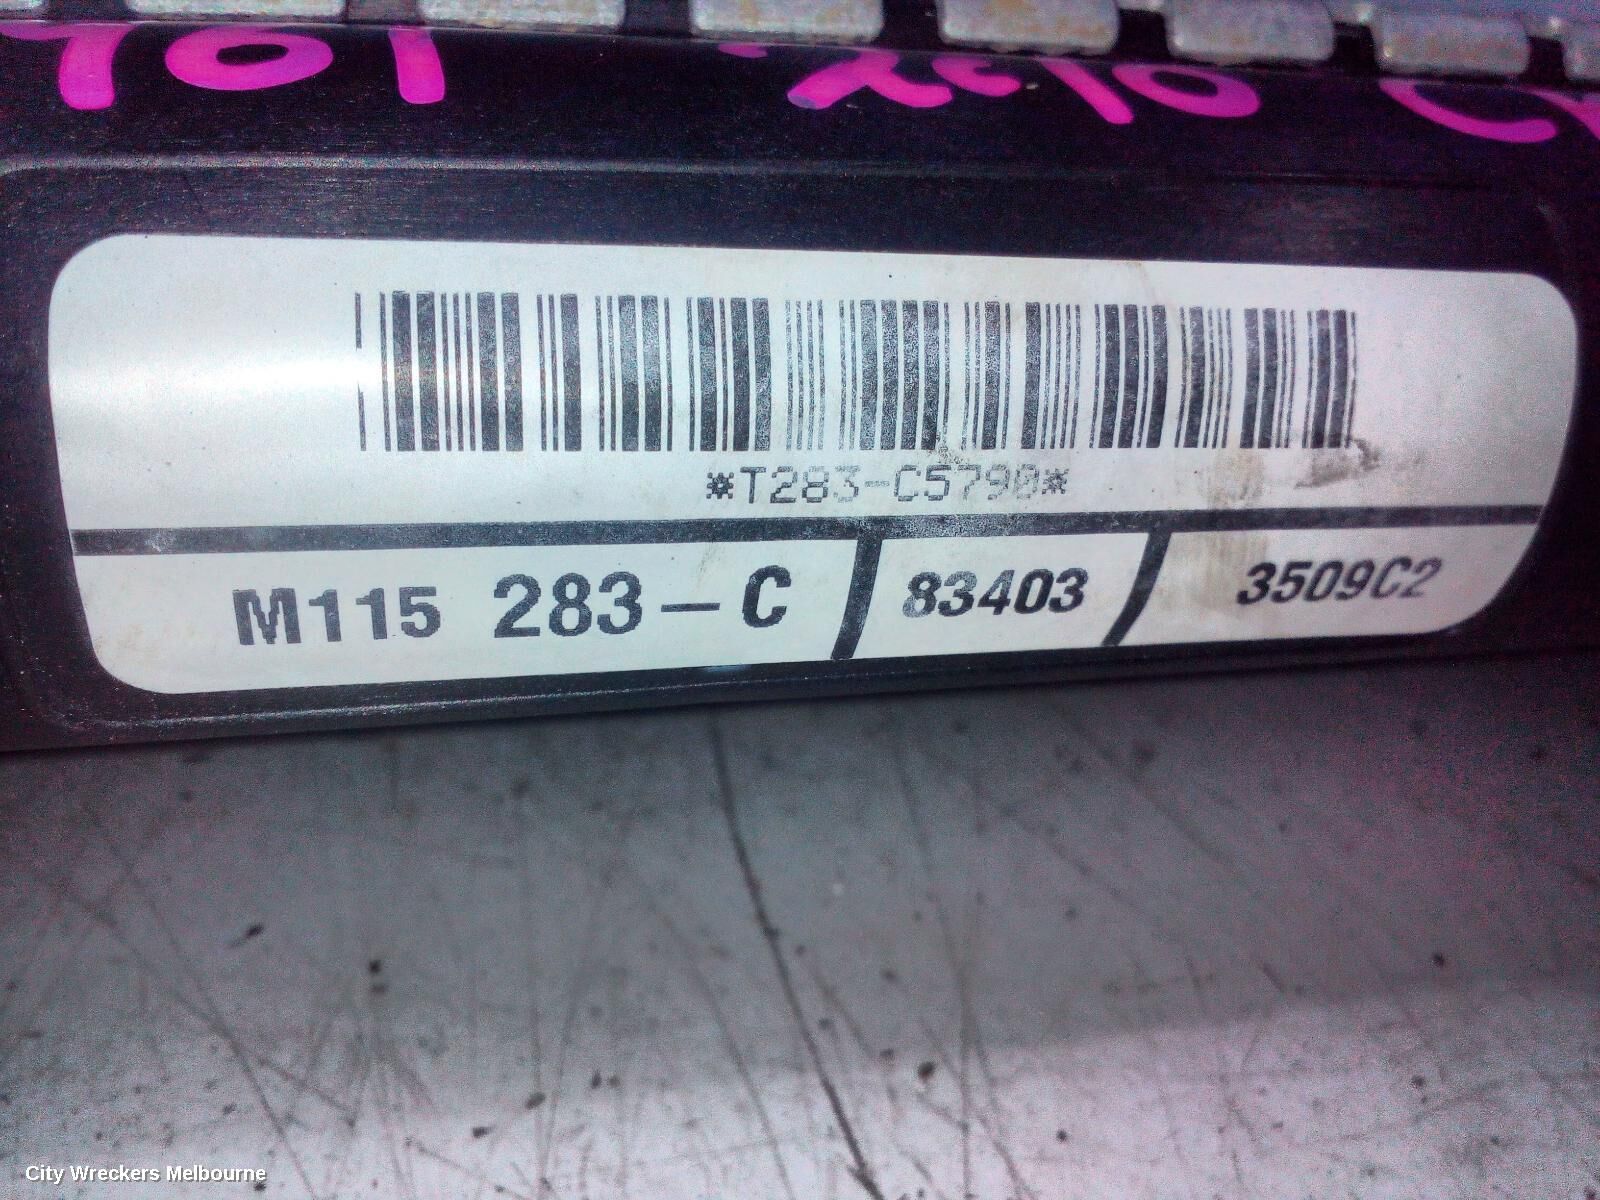 *T283-C5790*
M115 283-C 83403 3509C2
City Wreckers Melbourne